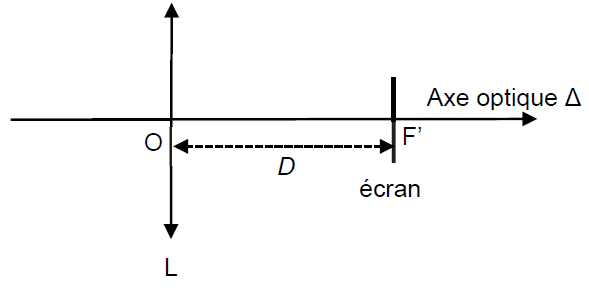 Axe optique Δ
O
F’
D
écran
L